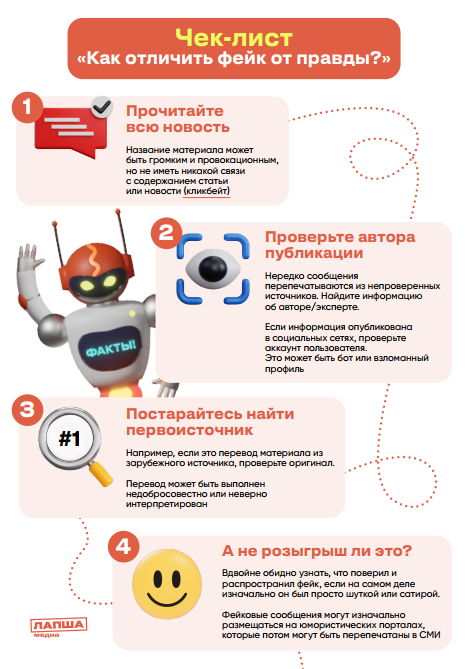 Чек-лист
«Как отличить фейк от правды?»
1
Прочитайте
всю новость
Название материала может
быть громким и провокационным,
но не иметь никакой связи
с содержанием статьи
или новости (кликбейт)
2
Проверьте автора
публикации
Нередко сообщения
перепечатываются из непроверенных
источников. Найдите информацию
об авторе/эксперте.
Если информация опубликована
в социальных сетях, проверьте
аккаунт пользователя.
Это может быть бот или взломанный
профиль
ФАКТЫ!
3
#1
Постарайтесь найти
первоисточник
Например, если это перевод материала из
зарубежного источника, проверьте оригинал.
Перевод может быть выполнен
недобросовестно или неверно
интерпретирован
4
А не розыгрыш ли это?
Вдвойне обидно узнать, что поверил и
распространил фейк, если на самом деле
изначально он был просто шуткой или сатирой.
Фейковые сообщения могут изначально
размещаться на юмористических порталах,
которые потом могут быть перепечатаны в СМИ
ЛАПША
медиа